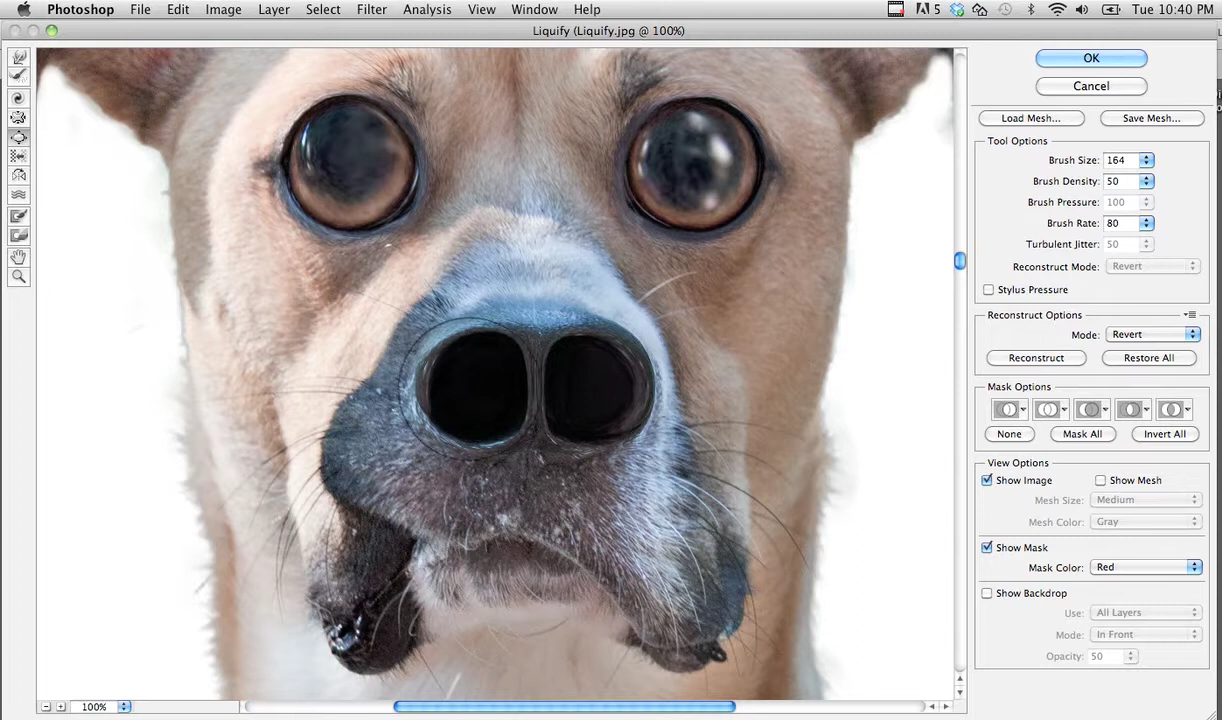 Photoshop File Edit Image Layer Select Filter Analysis View Window Help 5 Tue 10:40 PM
Liquify (Liquify.jpg @ 100%)
OK
Cancel
Load Mesh... Save Mesh...
Tool Options
Brush Size: 164
Brush Density: 50
Brush Pressure: 100
Brush Rate: 80
Turbulent Jitter: 50
Reconstruct Mode: Revert
Stylus Pressure
Reconstruct Options
Mode: Revert
Reconstruct Restore All
Mask Options
None Mask All Invert All
View Options
Show Image Show Mesh
Mesh Size: Medium
Mesh Color: Gray
Show Mask
Mask Color: Red
Show Backdrop
Use: All Layers
Mode: In Front
Opacity: 50
100%